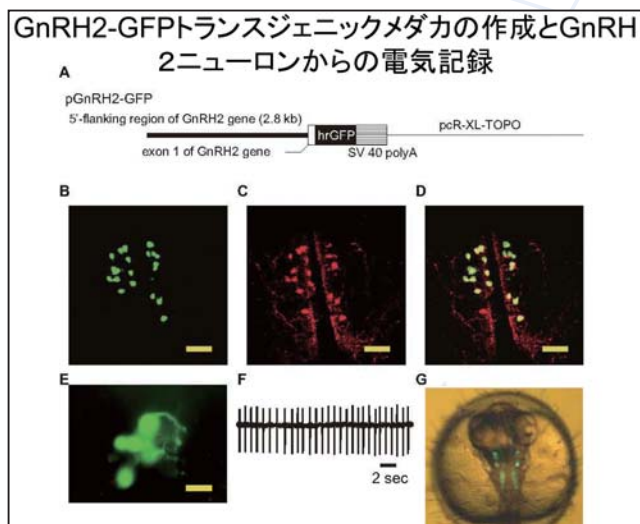 GnRH2-GFPトランスジェニックメダカの作成とGnRH
2ニューロンからの電気記録
A
pGnRH2-GFP
5'-flanking region of GnRH2 gene (2.8 kb)
hrGFP
pcR-XL-TOPO
exon 1 of GnRH2 gene
SV 40 polyA
B
C
D
E
F
G
2 sec